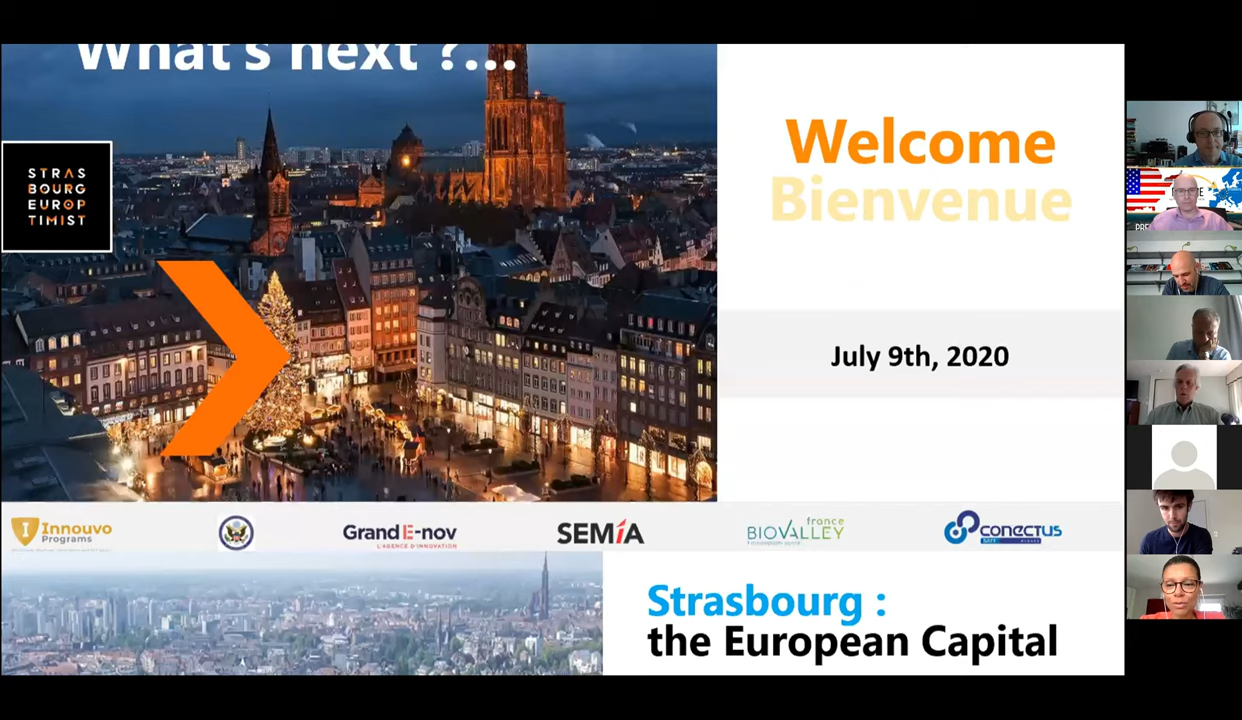 What's next ?...
STRAS
BOURG
EUROP
TIMIST
Welcome
Bienvenue
July 9th, 2020
Innouvo
Programs
Grand E-nov
L'AGENCE D'INNOVATION
SEMIA
BIOVALLEY
france
conectus
SATT
Strasbourg :
the European Capital